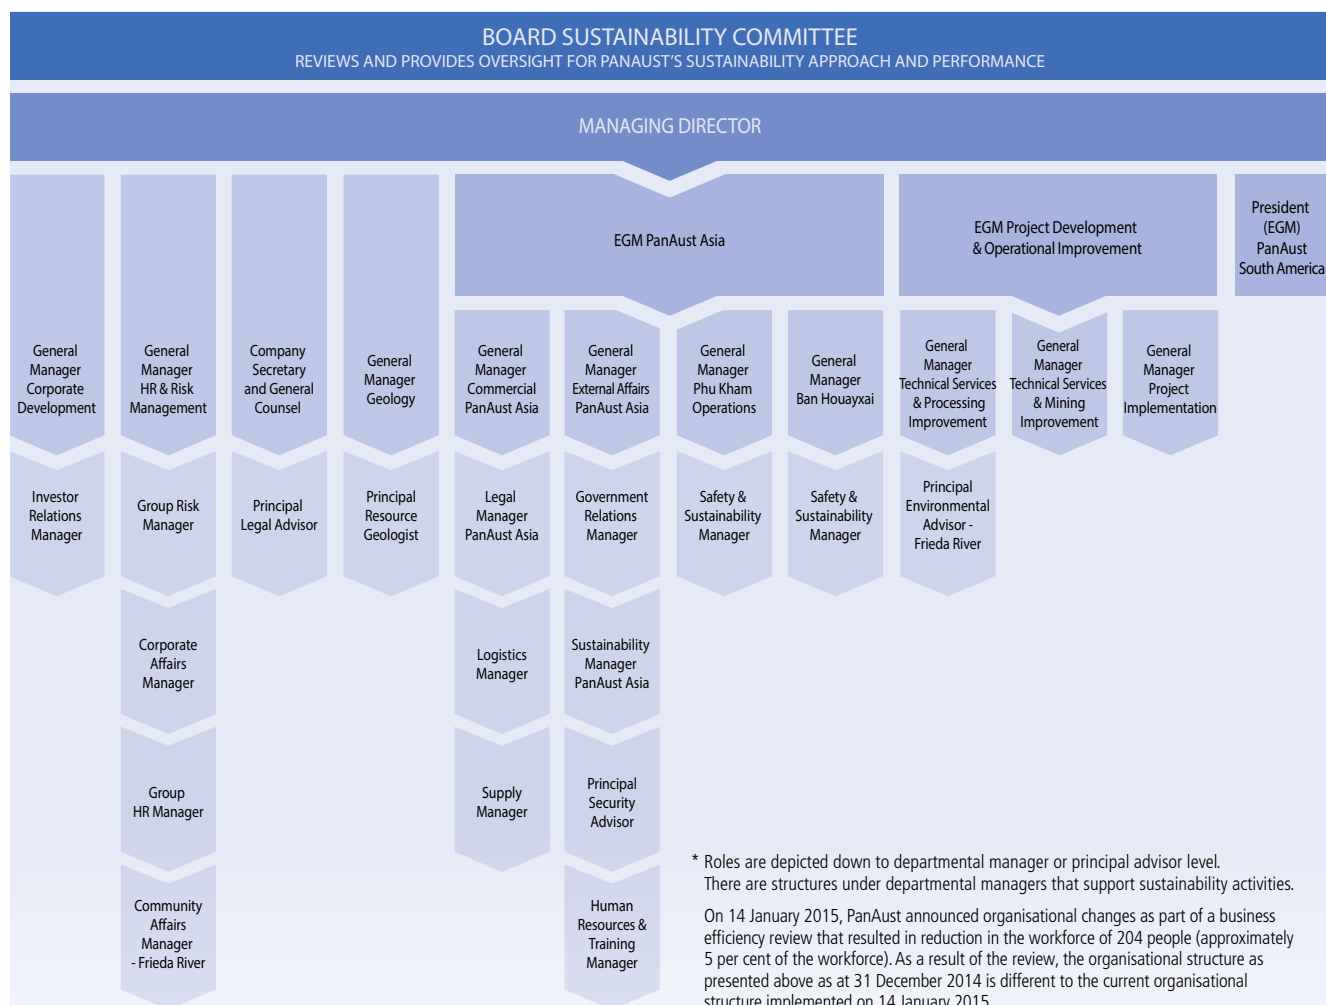 BOARD SUSTAINABILITY COMMITTEE
REVIEWS AND PROVIDES OVERSIGHT FOR PANAUST'S SUSTAINABILITY APPROACH AND PERFORMANCE
MANAGING DIRECTOR
EGM PanAust Asia
EGM Project Development
& Operational Improvement
President
(EGM)
PanAust
South America
General
Manager
Corporate
Development
General
Manager
HR & Risk
Management
Company
Secretary
and General
Counsel
General
Manager
Geology
General
Manager
Commercial
PanAust Asia
General
Manager
External Affairs
PanAust Asia
General
Manager
Phu Kham
Operations
General
Manager
Ban Houayxai
General
Manager
Technical Services
& Processing
Improvement
General
Manager
Technical Services
& Mining
Improvement
General
Manager
Project
Implementation
Investor
Relations
Manager
Group Risk
Manager
Principal
Legal Advisor
Principal
Resource
Geologist
Legal
Manager
PanAust Asia
Government
Relations
Manager
Safety &
Sustainability
Manager
Safety &
Sustainability
Manager
Principal
Environmental
Advisor -
Frieda River
Corporate
Affairs
Manager
Logistics
Manager
Sustainability
Manager
PanAust Asia
Group
HR Manager
Supply
Manager
Principal
Security
Advisor
Community
Affairs
Manager
- Frieda River
Human
Resources &
Training
Manager
* Roles are depicted down to departmental manager or principal advisor level.
There are structures under departmental managers that support sustainability activities.
On 14 January 2015, PanAust announced organisational changes as part of a business
efficiency review that resulted in reduction in the workforce of 204 people (approximately
5 per cent of the workforce). As a result of the review, the organisational structure as
presented above as at 31 December 2014 is different to the current organisational
structure implemented on 14 January 2015.